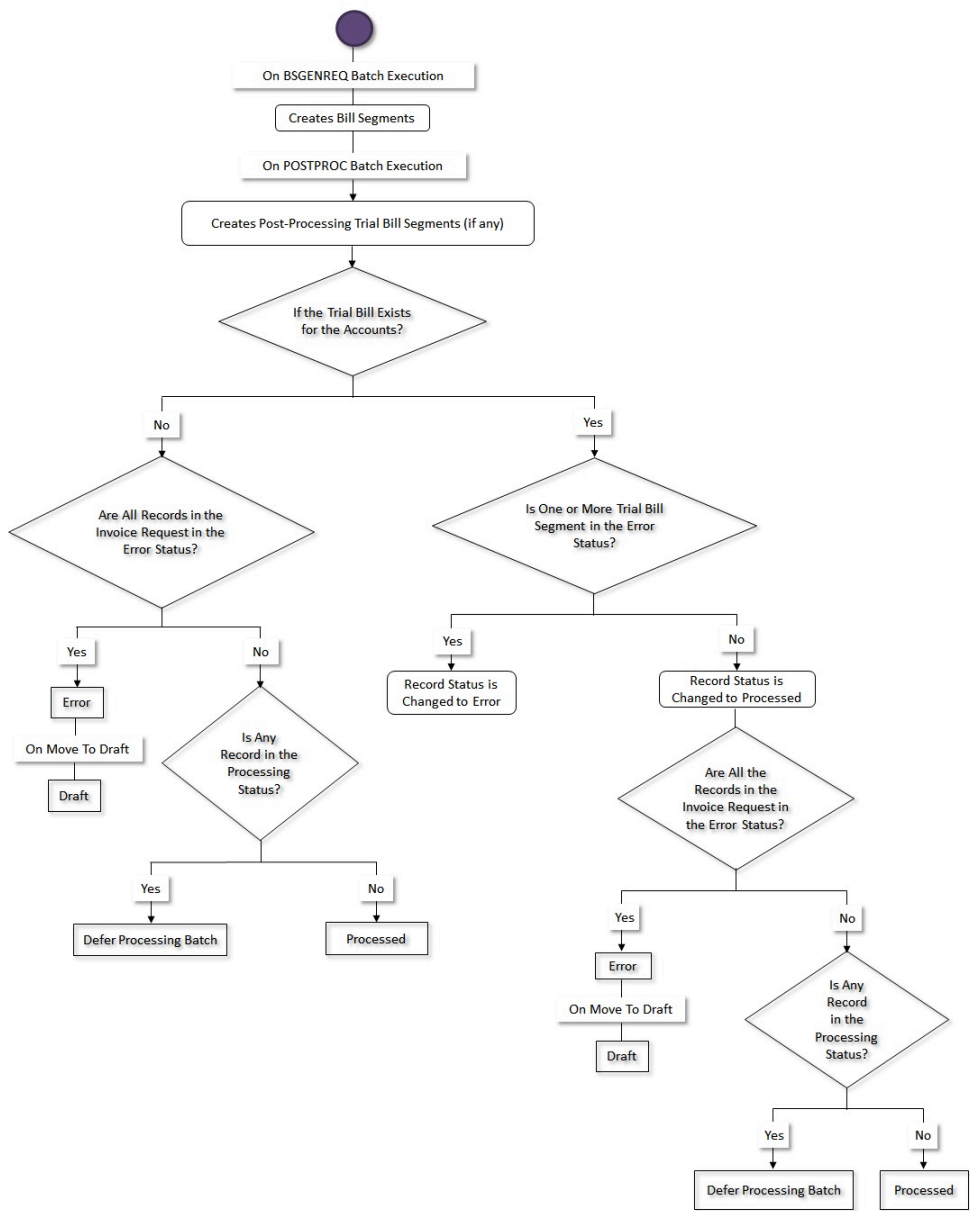 On BSGENREQ Batch Execution
Creates Bill Segments
On POSTPROC Batch Execution
Creates Post-Processing Trial Bill Segments (if any)
If the Trial Bill Exists
for the Accounts?
No
Yes
Are All Records in the
Invoice Request in the
Error Status?
Is One or More Trial Bill
Segment in the Error
Status?
Yes
No
Yes
No
Error
On Move To Draft
Draft
Is Any
Record in the
Processing
Status?
Record Status is
Changed to Error
Record Status is
Changed to Processed
Are All the
Records in the
Invoice Request in
the Error Status?
Yes
No
Defer Processing Batch
Processed
Yes
No
Error
On Move To Draft
Draft
Is Any
Record
in the
Processing
Status?
Yes
No
Defer Processing Batch
Processed